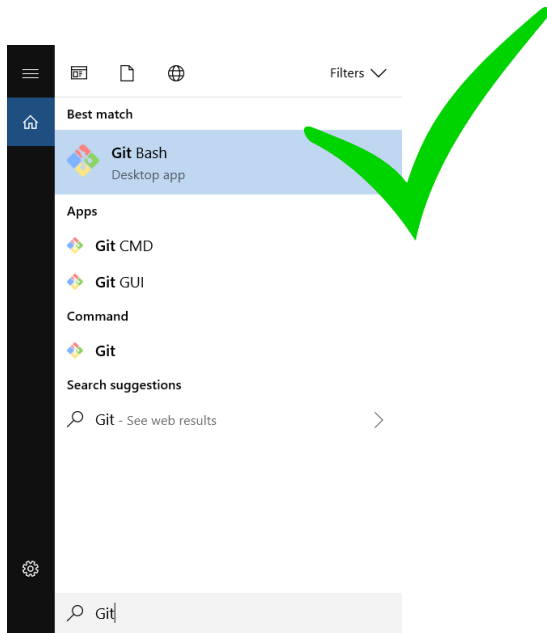 Filters
Best match
Git Bash
Desktop app
Apps
Git CMD
Git GUI
Command
Git
Search suggestions
Git - See web results
Git